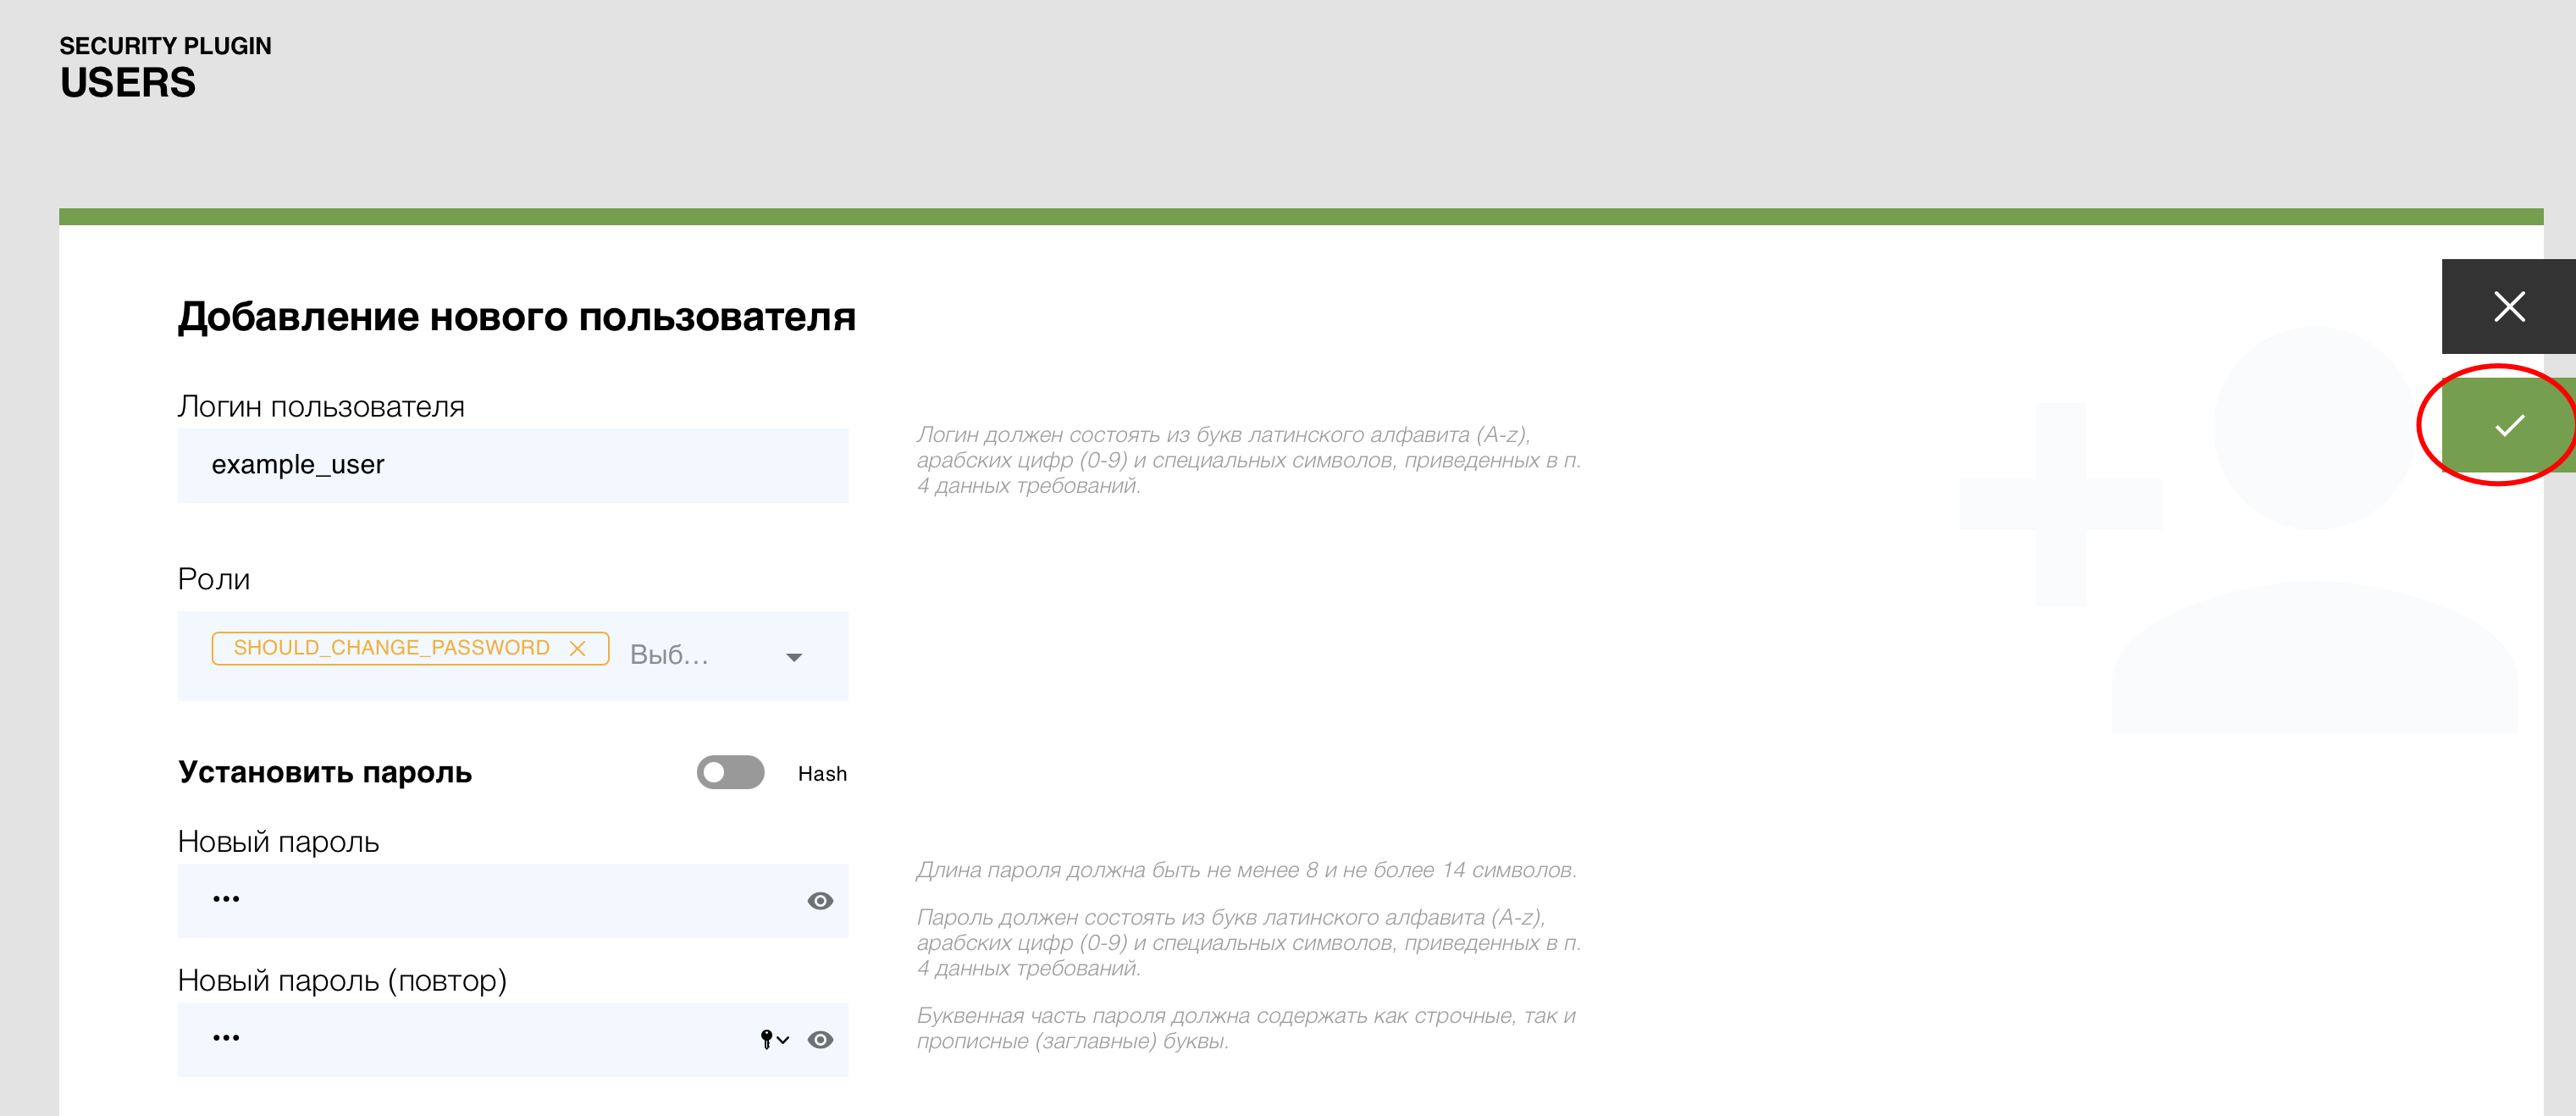 SECURITY PLUGIN
USERS
Добавление нового пользователя
Логин пользователя
example_user
Логин должен состоять из букв латинского алфавита (A-z),
арабских цифр (0-9) и специальных символов, приведенных в п.
4 данных требований.
Роли
SHOULD_CHANGE_PASSWORD
Выб...
Установить пароль
Hash
Новый пароль
•••
Длина пароля должна быть не менее 8 и не более 14 символов.
Пароль должен состоять из букв латинского алфавита (A-z),
арабских цифр (0-9) и специальных символов, приведенных в п.
4 данных требований.
Новый пароль (повтор)
•••
Буквенная часть пароля должна содержать как строчные, так и
прописные (заглавные) буквы.